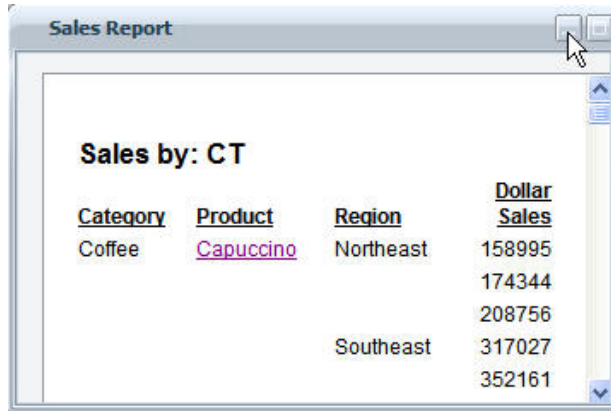 Sales Report
Sales by: CT
Dollar
Category Product Region Sales
Coffee Capuccino Northeast 158995
174344
208756
Southeast 317027
352161